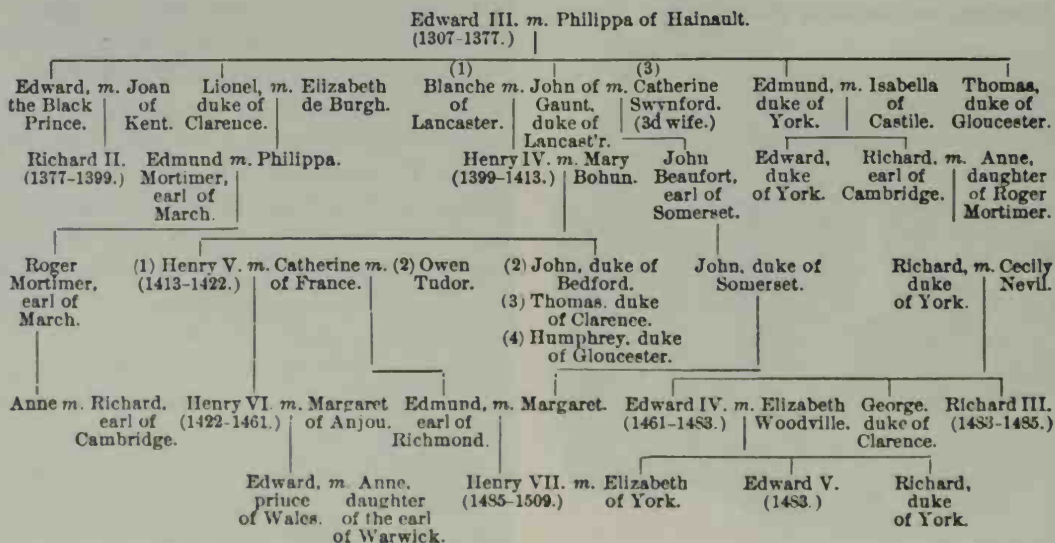 Edward III. m. Philippa of Hainault.
(1307-1377.)
(1) (3)
Edward, m. Joan Lionel, m. Elizabeth Blanche m. John of m. Catherine Edmund, m. Isabella Thomas,
the Black of duke of de Burgh. of Gaunt, Swynford. duke of of duke of
Prince. Kent. Clarence. Lancaster. duke of (3d wife.) York. Castile. Gloucester.
Lancast'r.
Richard II. Edmund m. Philippa. Henry IV. m. Mary John Edward, Richard, m. Anne,
(1377-1399.) Mortimer, (1399-1413.) Bohun. Beaufort, duke earl of daughter
earl of earl of of York. Cambridge. of Roger
March. Somerset. Mortimer.
Roger (1) Henry V. m. Catherine m. (2) Owen (2) John, duke of John, duke of Richard, m. Cecily
Mortimer, (1413-1422.) of France. Tudor. Bedford. Somerset. duke Nevil.
earl of (3) Thomas, duke of York.
March. of Clarence.
(4) Humphrey, duke
of Gloucester.
Anne m. Richard, Henry VI. m. Margaret Edmund, m. Margaret. Edward IV. m. Elizabeth George, Richard III.
earl of (1422-1461.) of Anjou. earl of (1461-1483.) Woodville. duke of (1483-1485.)
Cambridge. Richmond. Clarence.
Edward, m. Anne, Henry VII. m. Elizabeth Edward V. Richard,
prince daughter (1485-1509.) of York. (1483.) duke
of Wales. of the earl of York.
of Warwick.